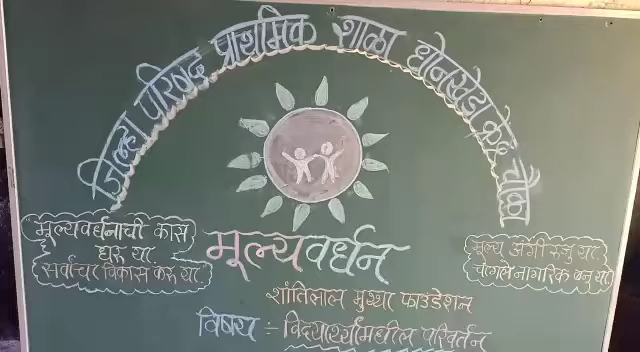 जिल्हा परिषद प्राथमिक शाळा धोनखेडा केंद्र चौका
मूल्यवर्धनाची कास
धरू या
सर्वांचा विकास करू या
मूल्यवर्धन
मूल्य अंगी रुजु या
चांगले नागरिक बनु या
शांतिलाल मुथ्था फाउंडेशन
विषय :- विद्यार्थ्यामधील परिवर्तन